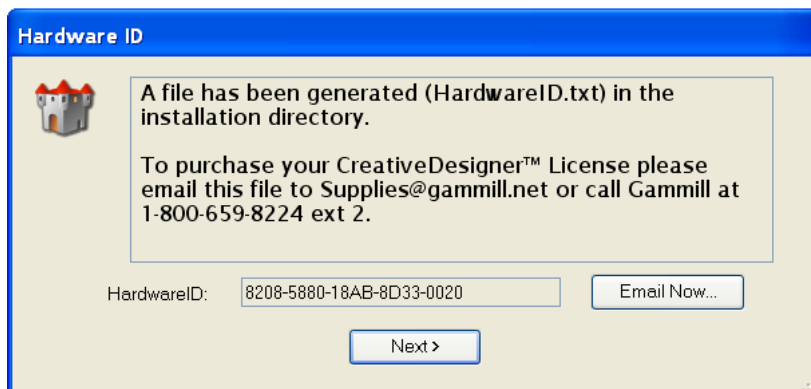 Hardware ID
A file has been generated (HardwareID.txt) in the
installation directory.
To purchase your CreativeDesigner™ License please
email this file to Supplies@gammill.net or call Gammill at
1-800-659-8224 ext 2.
HardwareID: 8208-5880-18AB-8D33-0020 Email Now...
Next >